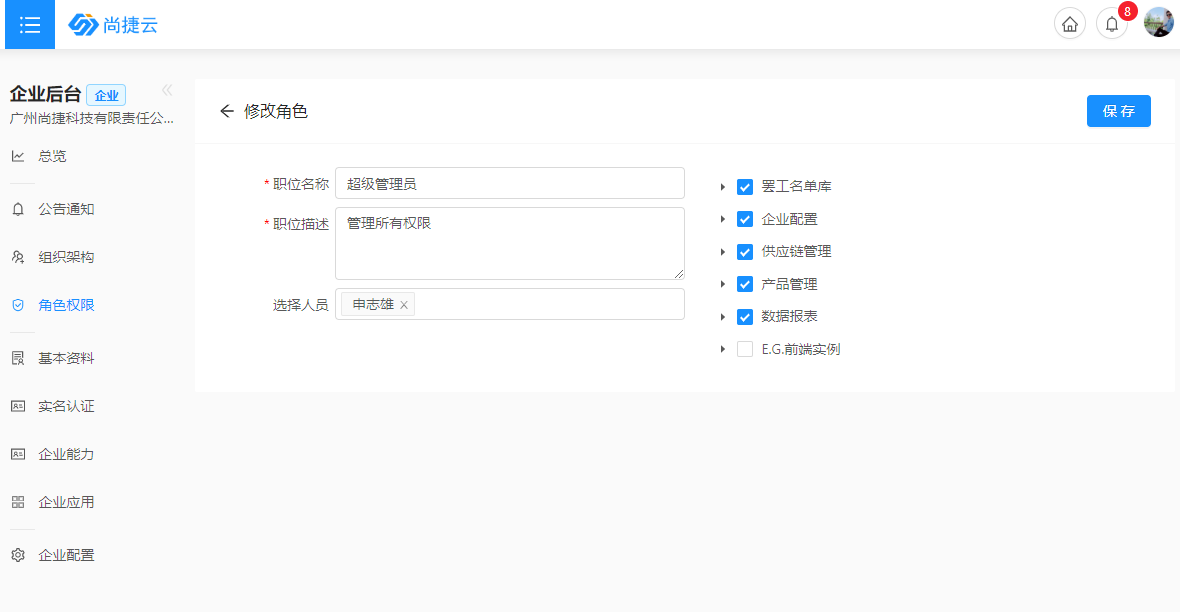 尚捷云
8
企业后台 企业
广州尚捷科技有限责任公...
总览
公告通知
组织架构
角色权限
基本资料
实名认证
企业能力
企业应用
企业配置
修改角色
保 存
* 职位名称 超级管理员
* 职位描述 管理所有权限
选择人员 申志雄 ×
罢工名单库
企业配置
供应链管理
产品管理
数据报表
E.G.前端实例